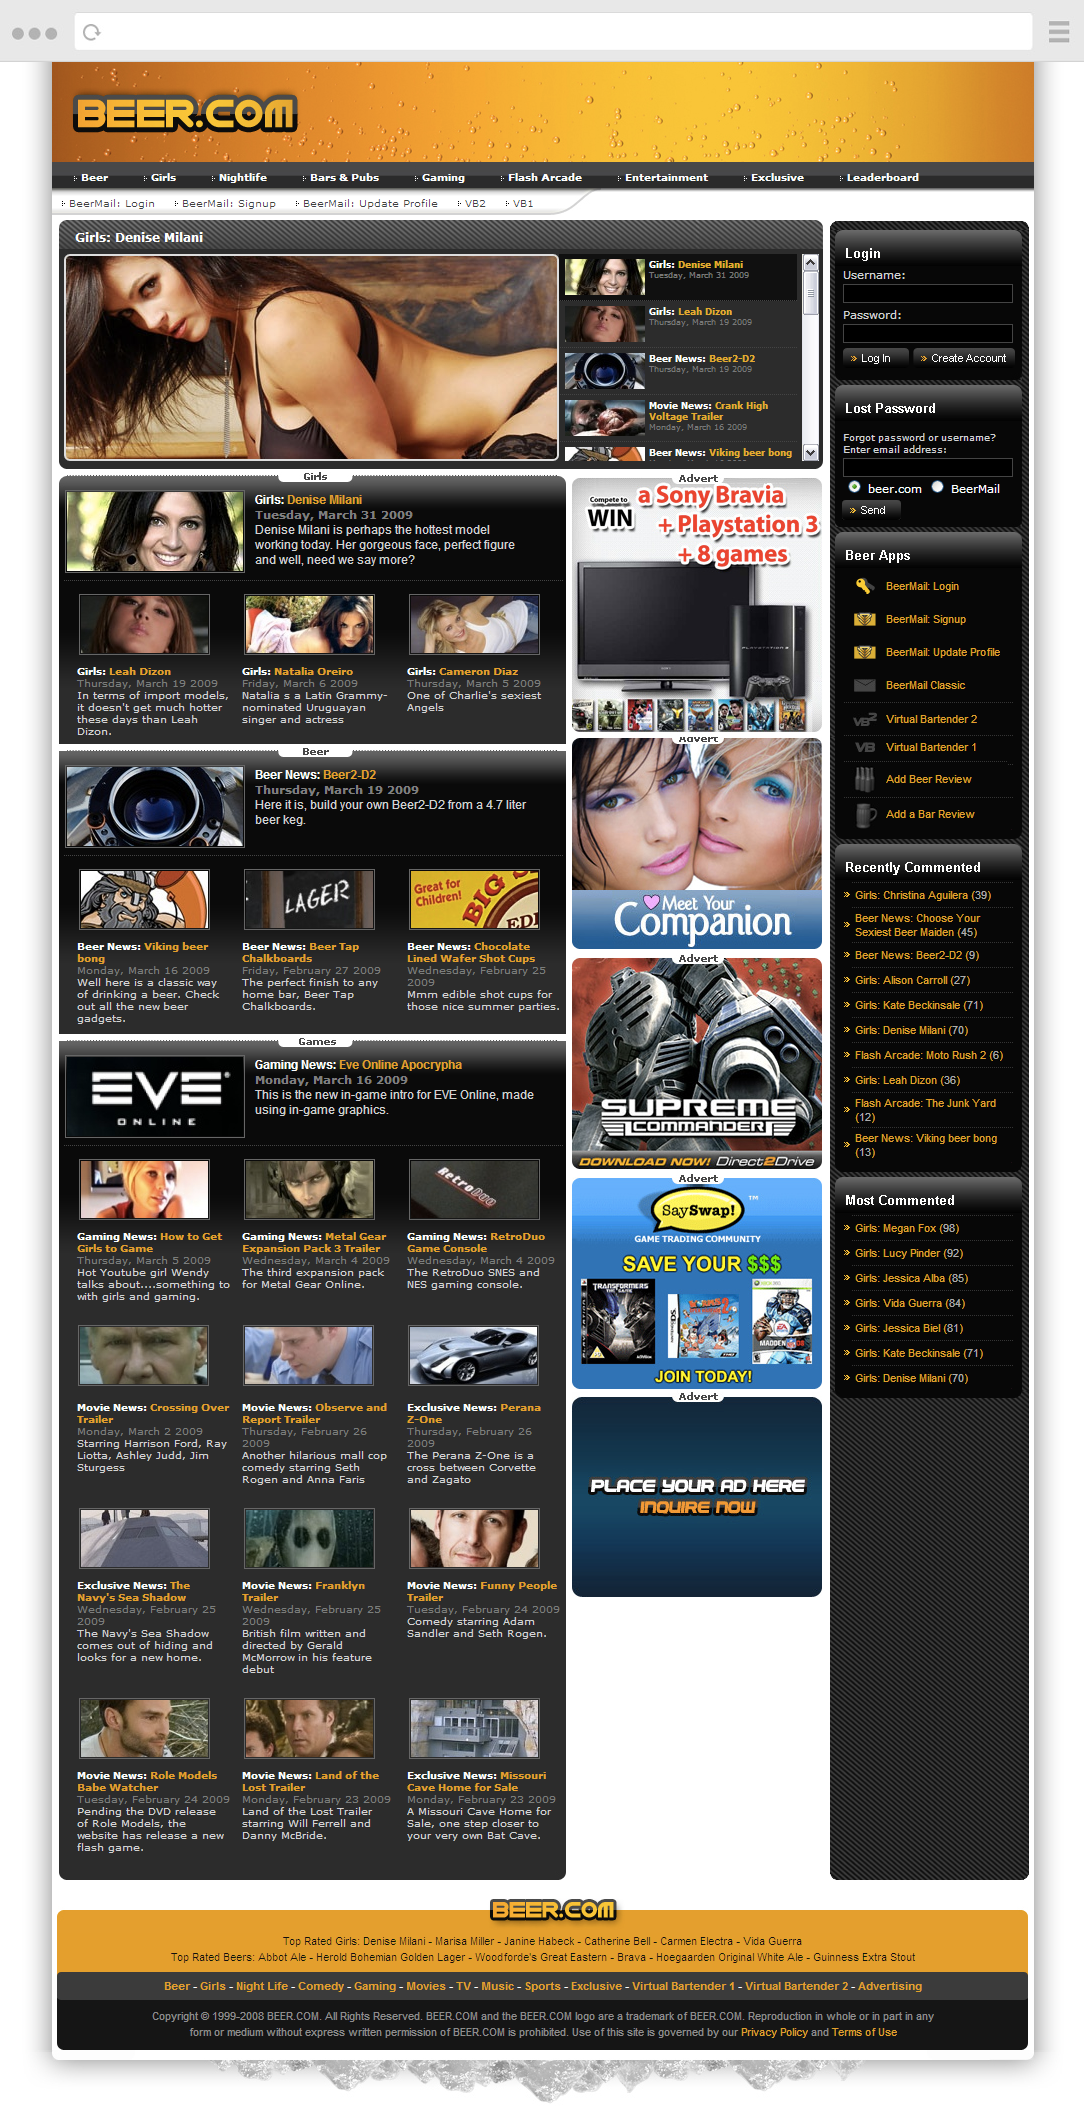 BEER.COM
Beer
Girls
Nightlife
Bars & Pubs
Gaming
Flash Arcade
Entertainment
Exclusive
Leaderboard
BeerMail: Login
BeerMail: Signup
BeerMail: Update Profile
VB2
VB1
Girls: Denise Milani
Girls: Denise Milani
Tuesday, March 31 2009
Girls: Leah Dizon
Thursday, March 19 2009
Beer News: Beer2-D2
Thursday, March 19 2009
Movie News: Crank High
Voltage Trailer
Monday, March 16 2009
Beer News: Viking beer bong
Girls
Girls: Denise Milani
Tuesday, March 31 2009
Denise Milani is perhaps the hottest model
working today. Her gorgeous face, perfect figure
and well, need we say more?
Girls: Leah Dizon
Thursday, March 19 2009
In terms of import models,
it doesn't get much hotter
these days than Leah
Dizon.
Girls: Natalia Oreiro
Friday, March 6 2009
Natalia s a Latin Grammy-
nominated Uruguayan
singer and actress
Girls: Cameron Diaz
Thursday, March 5 2009
One of Charlie's sexiest
Angels
Beer
Beer News: Beer2-D2
Thursday, March 19 2009
Here it is, build your own Beer2-D2 from a 4.7 liter
beer keg.
LAGER
Great for
Children!
BIG
EDI
Beer News: Viking beer
bong
Monday, March 16 2009
Well here is a classic way
of drinking a beer. Check
out all the new beer
gadgets.
Beer News: Beer Tap
Chalkboards
Friday, February 27 2009
The perfect finish to any
home bar, Beer Tap
Chalkboards.
Beer News: Chocolate
Lined Wafer Shot Cups
Wednesday, February 25
2009
Mmm edible shot cups for
those nice summer parties.
Games
EVE
ONLINE
Gaming News: Eve Online Apocrypha
Monday, March 16 2009
This is the new in-game intro for EVE Online, made
using in-game graphics.
RetroDuo
Gaming News: How to Get
Girls to Game
Thursday, March 5 2009
Hot Youtube girl Wendy
talks about....something to
with girls and gaming.
Gaming News: Metal Gear
Expansion Pack 3 Trailer
Wednesday, March 4 2009
The third expansion pack
for Metal Gear Online.
Gaming News: RetroDuo
Game Console
Wednesday, March 4 2009
The RetroDuo SNES and
NES gaming console.
Movie News: Crossing Over
Trailer
Monday, March 2 2009
Starring Harrison Ford, Ray
Liotta, Ashley Judd, Jim
Sturgess
Movie News: Observe and
Report Trailer
Thursday, February 26
2009
Another hilarious mall cop
comedy starring Seth
Rogen and Anna Faris
Exclusive News: Perana
Z-One
Thursday, February 26
2009
The Perana Z-One is a
cross between Corvette
and Zagato
Exclusive News: The
Navy's Sea Shadow
Wednesday, February 25
2009
The Navy's Sea Shadow
comes out of hiding and
looks for a new home.
Movie News: Franklyn
Trailer
Wednesday, February 25
2009
British film written and
directed by Gerald
McMorrow in his feature
debut
Movie News: Funny People
Trailer
Tuesday, February 24 2009
Comedy starring Adam
Sandler and Seth Rogen.
Movie News: Role Models
Babe Watcher
Tuesday, February 24 2009
Pending the DVD release
of Role Models, the
website has release a new
flash game.
Movie News: Land of the
Lost Trailer
Monday, February 23 2009
Land of the Lost Trailer
starring Will Ferrell and
Danny McBride.
Exclusive News: Missouri
Cave Home for Sale
Monday, February 23 2009
A Missouri Cave Home for
Sale, one step closer to
your very own Bat Cave.
Advert
Compete to
WIN
a Sony Bravia
+ Playstation 3
+ 8 games
PLAYSTATION 3
Advert
Meet Your
Companion
Advert
SUPREME
COMMANDER
DOWNLOAD NOW! Direct2Drive
Advert
SaySwap!
TM
GAME TRADING COMMUNITY
SAVE YOUR $$$
TRANSFORMERS
THE GAME
MADDEN 08
JOIN TODAY!
Advert
PLACE YOUR AD HERE
INQUIRE NOW
Login
Username:
Password:
Log In
Create Account
Lost Password
Forgot password or username?
Enter email address:
beer.com
BeerMail
Send
Beer Apps
BeerMail: Login
BeerMail: Signup
BeerMail: Update Profile
BeerMail Classic
VB2
Virtual Bartender 2
VB
Virtual Bartender 1
Add Beer Review
Add a Bar Review
Recently Commented
Girls: Christina Aguilera (39)
Beer News: Choose Your
Sexiest Beer Maiden (45)
Beer News: Beer2-D2 (9)
Girls: Alison Carroll (27)
Girls: Kate Beckinsale (71)
Girls: Denise Milani (70)
Flash Arcade: Moto Rush 2 (6)
Girls: Leah Dizon (36)
Flash Arcade: The Junk Yard
(12)
Beer News: Viking beer bong
(13)
Most Commented
Girls: Megan Fox (98)
Girls: Lucy Pinder (92)
Girls: Jessica Alba (85)
Girls: Vida Guerra (84)
Girls: Jessica Biel (81)
Girls: Kate Beckinsale (71)
Girls: Denise Milani (70)
BEER.COM
Top Rated Girls: Denise Milani - Marisa Miller - Janine Habeck - Catherine Bell - Carmen Electra - Vida Guerra
Top Rated Beers: Abbot Ale - Herold Bohemian Golden Lager - Woodforde's Great Eastern - Brava - Hoegaarden Original White Ale - Guinness Extra Stout
Beer - Girls - Night Life - Comedy - Gaming - Movies - TV - Music - Sports - Exclusive - Virtual Bartender 1 - Virtual Bartender 2 - Advertising
Copyright © 1999-2008 BEER.COM. All Rights Reserved. BEER.COM and the BEER.COM logo are a trademark of BEER.COM. Reproduction in whole or in part in any
form or medium without express written permission of BEER.COM is prohibited. Use of this site is governed by our Privacy Policy and Terms of Use